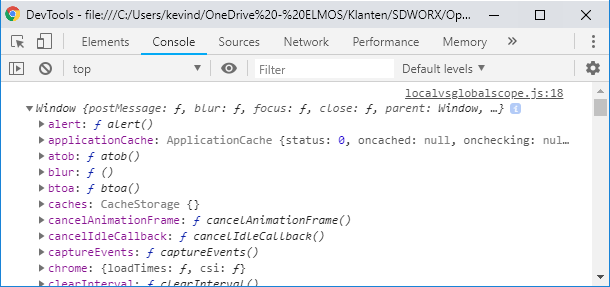 DevTools - file:///C:/Users/kevind/OneDrive%20-%20ELMOS/Klanten/SDWORX/Op...
Elements Console Sources Network Performance Memory »
top Filter Default levels
localvsglobalscope.js:18
Window {postMessage: ƒ, blur: ƒ, focus: ƒ, close: ƒ, parent: Window, …} i
alert: ƒ alert()
applicationCache: ApplicationCache {status: 0, oncached: null, onchecking: nul…
atob: ƒ atob()
blur: ƒ ()
btoa: ƒ btoa()
caches: CacheStorage {}
cancelAnimationFrame: ƒ cancelAnimationFrame()
cancelIdleCallback: ƒ cancelIdleCallback()
captureEvents: ƒ captureEvents()
chrome: {loadTimes: ƒ, csi: ƒ}
clearInterval: ƒ clearInterval()